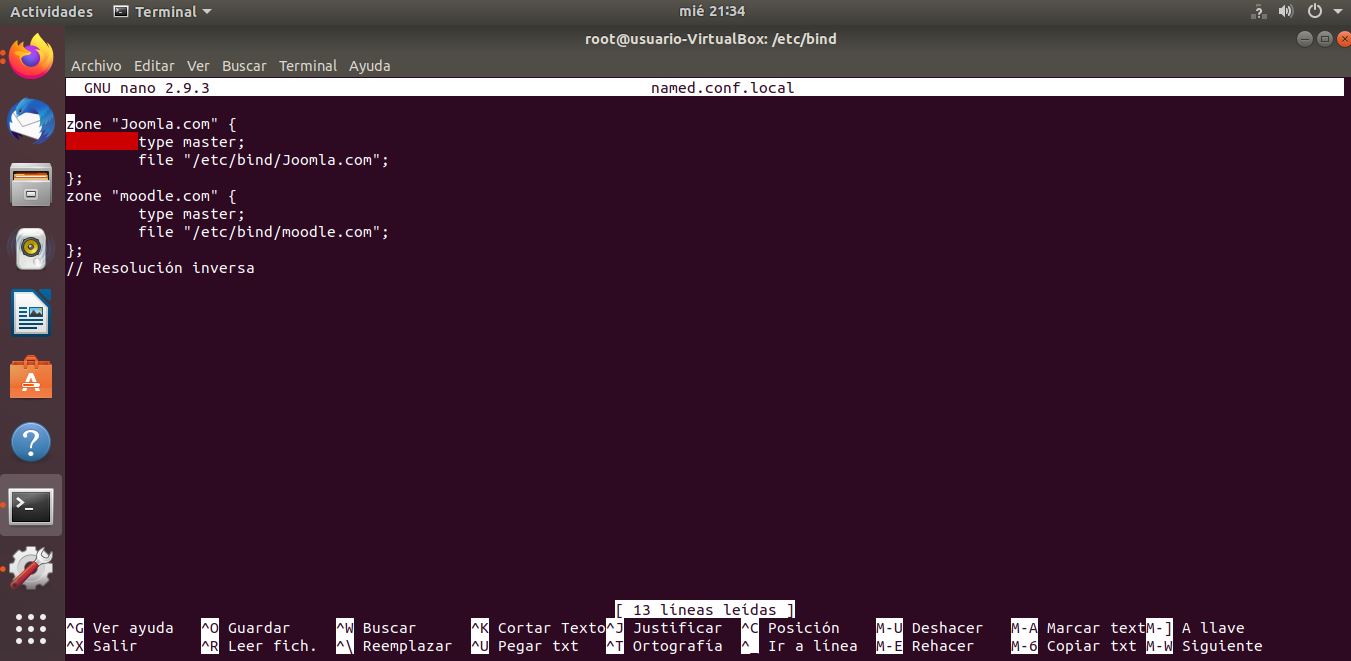 Actividades Terminal mié 21:34
root@usuario-VirtualBox: /etc/bind
Archivo Editar Ver Buscar Terminal Ayuda
GNU nano 2.9.3 named.conf.local
zone "Joomla.com" {
type master;
file "/etc/bind/Joomla.com";
};
zone "moodle.com" {
type master;
file "/etc/bind/moodle.com";
};
// Resolución inversa
[ 13 líneas leídas ]
^G Ver ayuda ^O Guardar ^W Buscar ^K Cortar Texto^J Justificar ^C Posición M-U Deshacer M-A Marcar textM-] A llave
^X Salir ^R Leer fich. ^\ Reemplazar ^U Pegar txt ^T Ortografía ^_ Ir a línea M-E Rehacer M-6 Copiar txt M-W Siguiente